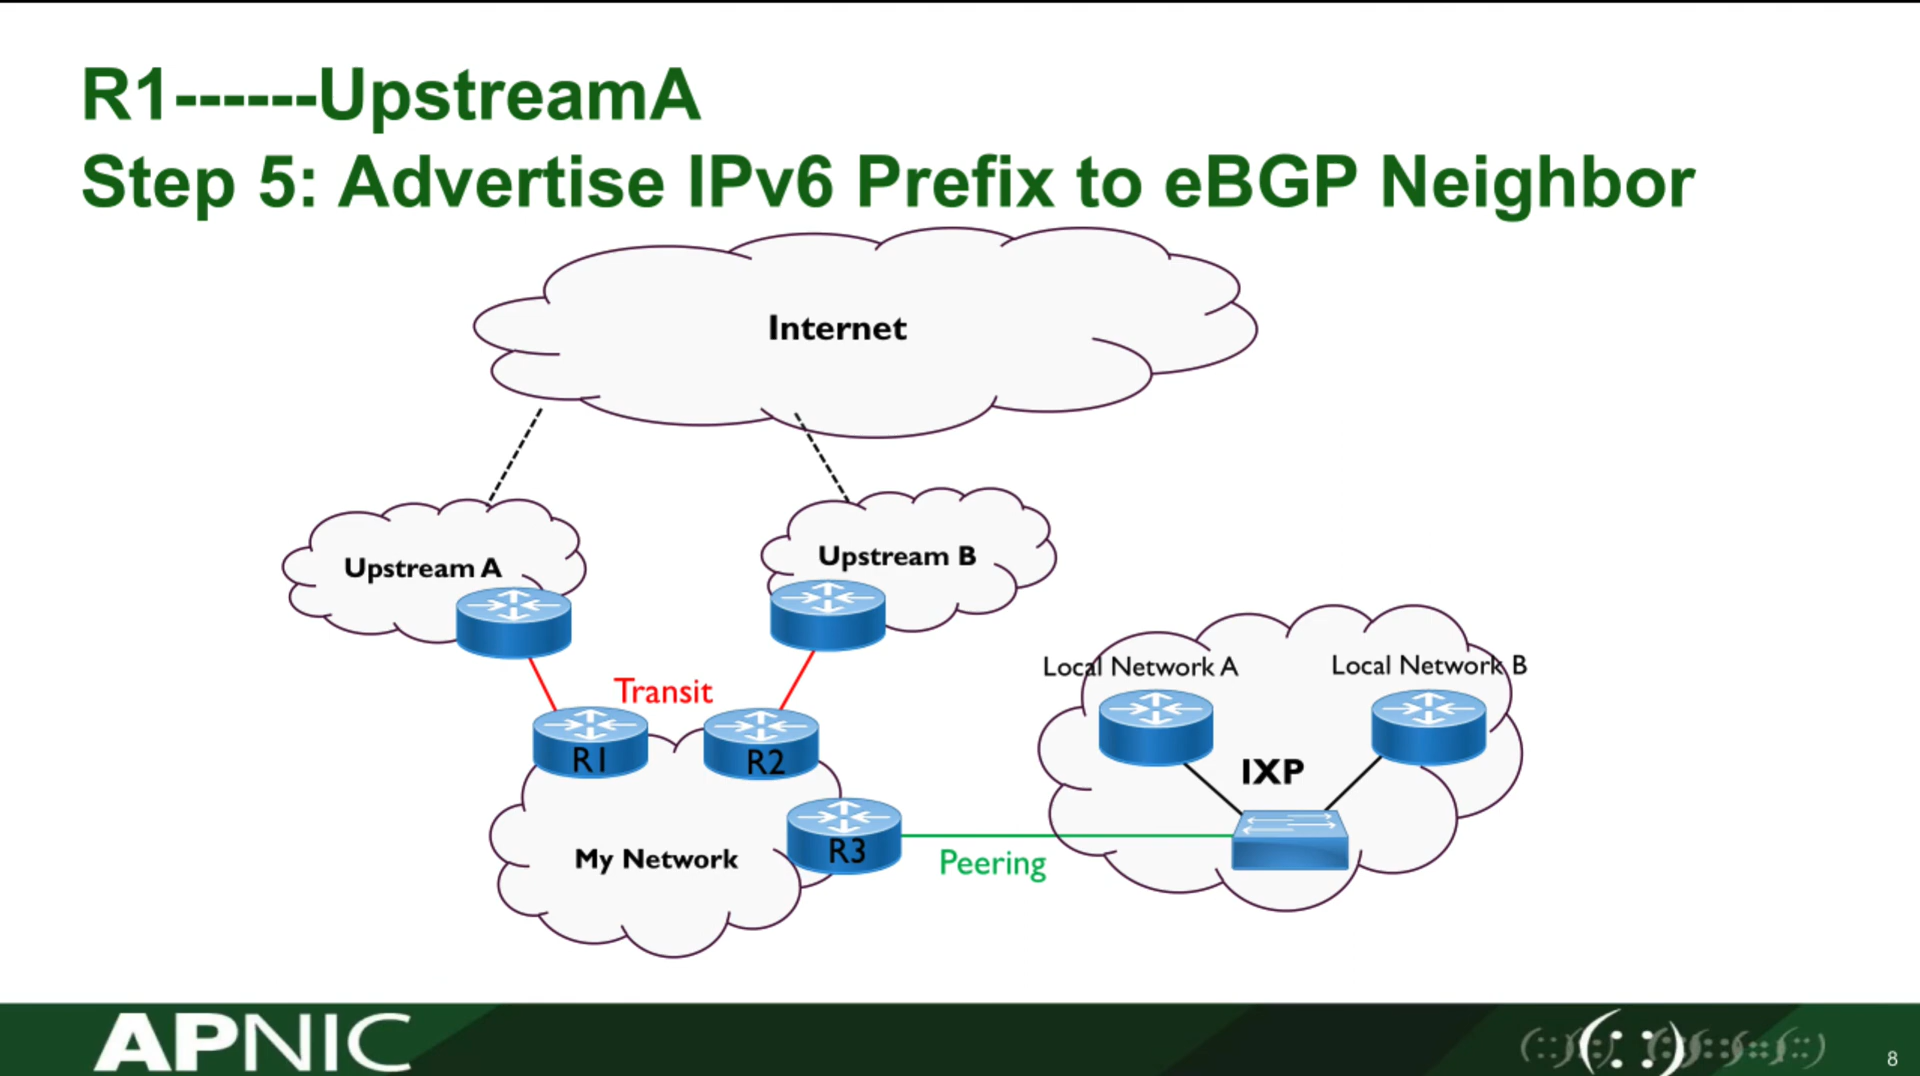 R1------UpstreamA
Step 5: Advertise IPv6 Prefix to eBGP Neighbor
Internet
Upstream A
Upstream B
Local Network A
Local Network B
Transit
R1
R2
IXP
R3
My Network
Peering
APNIC
(::) (::) (::)::(::)
8